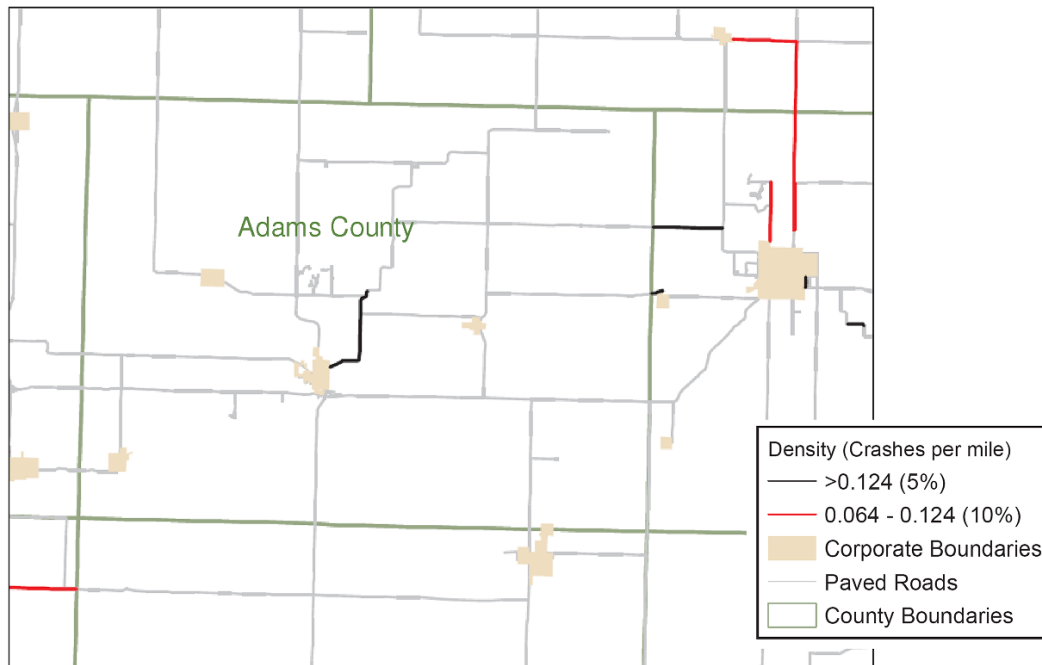 Adams County
Density (Crashes per mile)
>0.124 (5%)
0.064 - 0.124 (10%)
Corporate Boundaries
Paved Roads
County Boundaries